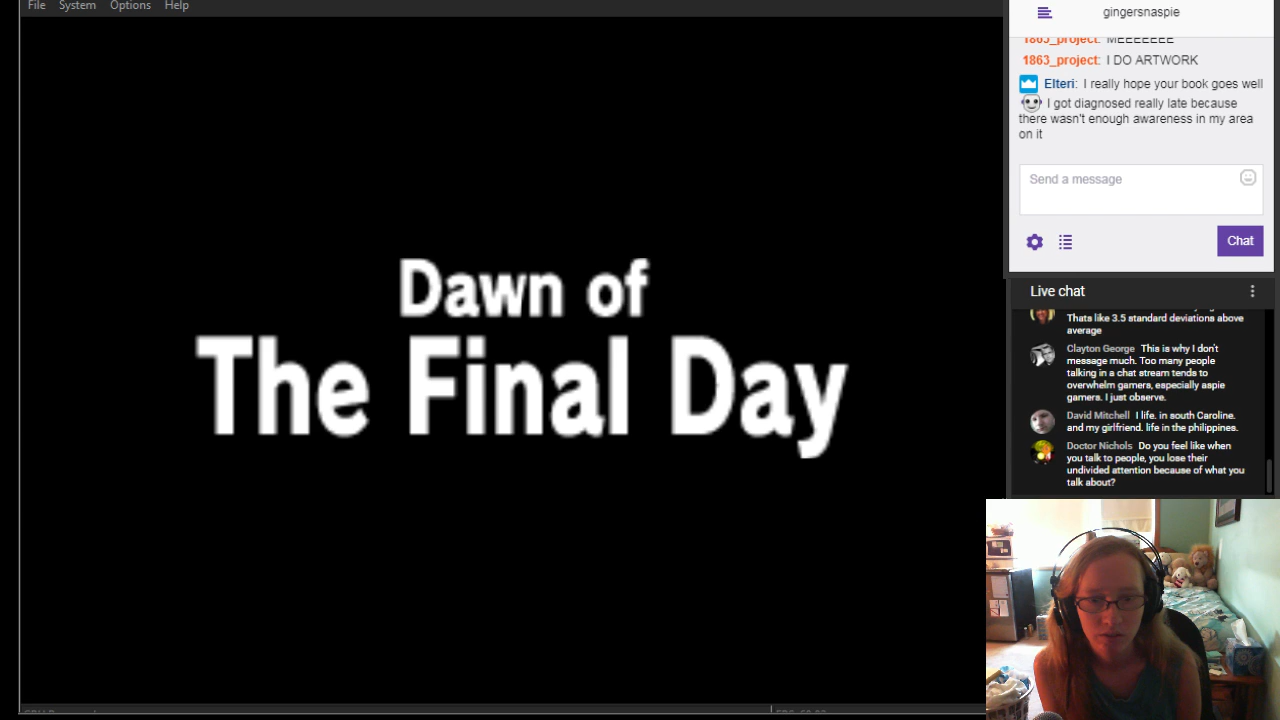 File System Options Help
gingersnaspie
1863_project: MEEEEEEE
1863_project: I DO ARTWORK
Elteri: I really hope your book goes well
I got diagnosed really late because
there wasn't enough awareness in my area
on it
Send a message
Chat
Live chat
Thats like 3.5 standard deviations above
average
Clayton George This is why I don't
message much. Too many people
talking in a chat stream tends to
overwhelm gamers, especially aspie
gamers. I just observe.
David Mitchell I life. in south Caroline.
and my girlfriend. life in the philippines.
Doctor Nichols Do you feel like when
you talk to people, you lose their
undivided attention because of what you
talk about?
Dawn of
The Final Day